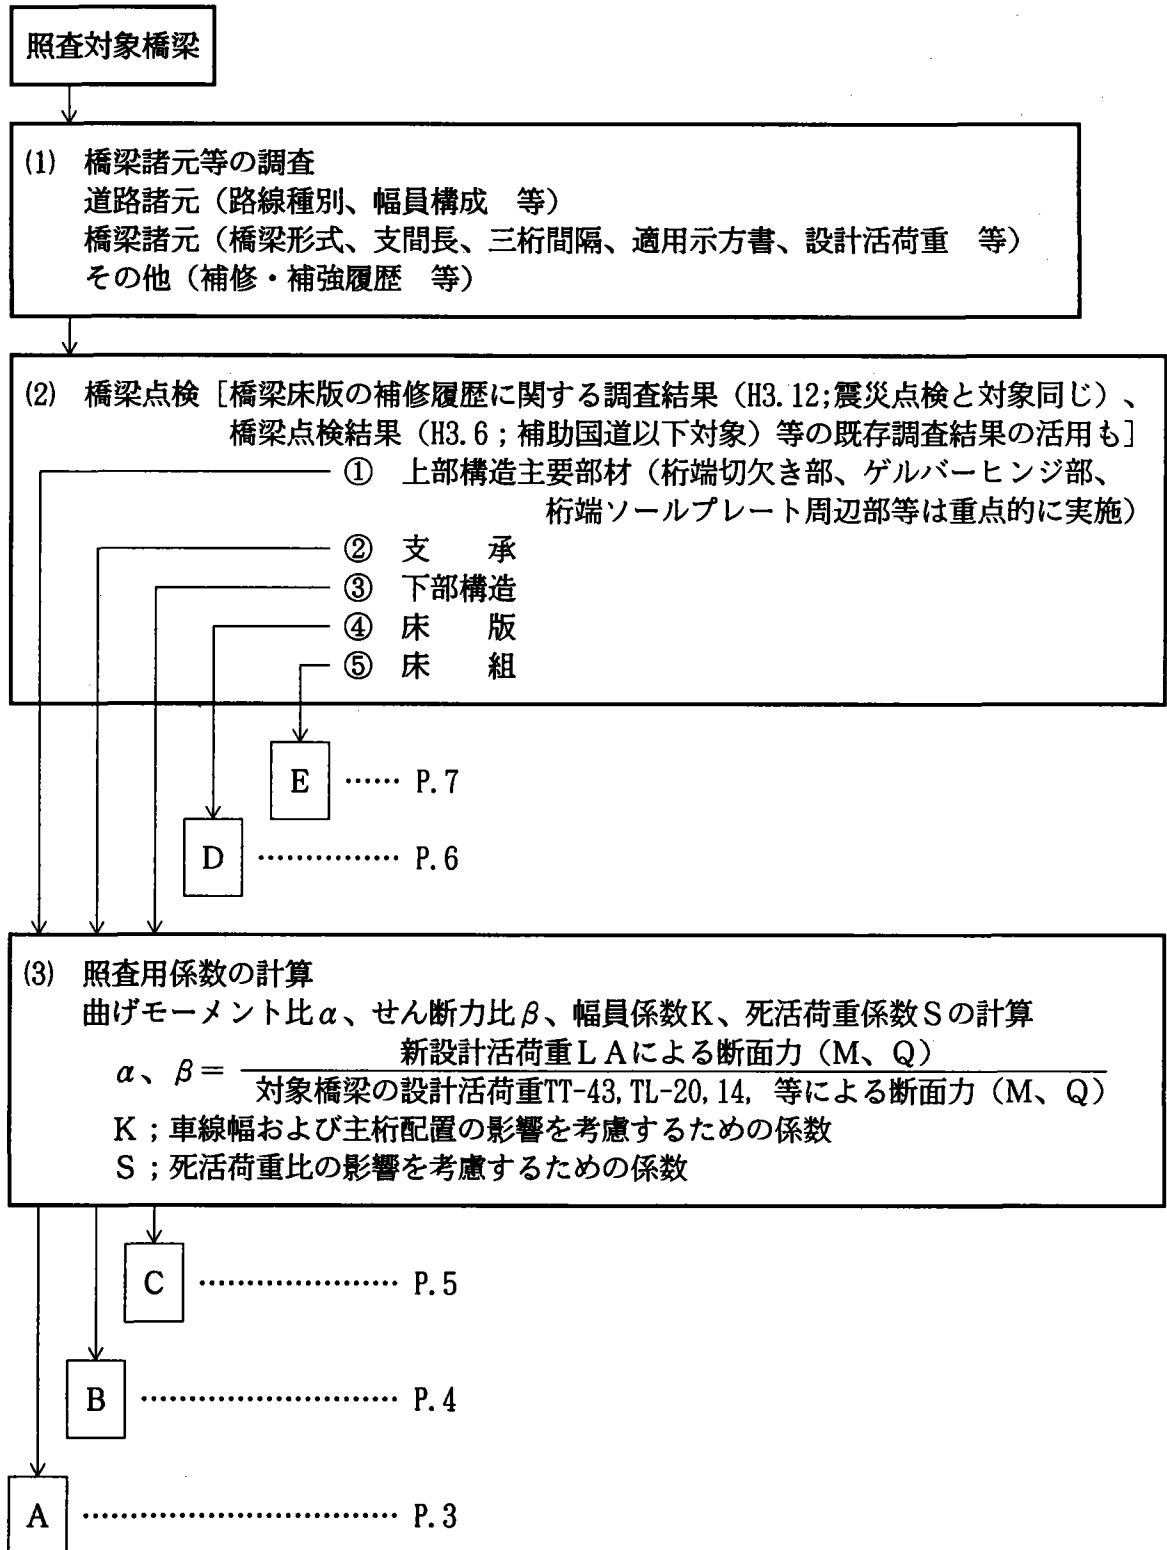 照査対象橋梁
(1) 橋梁諸元等の調査
道路諸元（路線種別、幅員構成 等）
橋梁諸元（橋梁形式、支間長、三桁間隔、適用示方書、設計活荷重 等）
その他（補修・補強履歴 等）
(2) 橋梁点検［橋梁床版の補修履歴に関する調査結果（H3.12;震災点検と対象同じ）、
橋梁点検結果（H3.6；補助国道以下対象）等の既存調査結果の活用も］
① 上部構造主要部材（桁端切欠き部、ゲルバーヒンジ部、
桁端ソールプレート周辺部等は重点的に実施）
② 支 承
③ 下部構造
④ 床 版
⑤ 床 組
E …… P.7
D …………… P.6
(3) 照査用係数の計算
曲げモーメント比α、せん断力比β、幅員係数K、死活荷重係数Sの計算
新設計活荷重LAによる断面力（M、Q）
α、β＝
対象橋梁の設計活荷重TT-43,TL-20,14, 等による断面力（M、Q）
K；車線幅および主桁配置の影響を考慮するための係数
S；死活荷重比の影響を考慮するための係数
C ………………… P.5
B ……………………… P.4
A …………………………… P.3